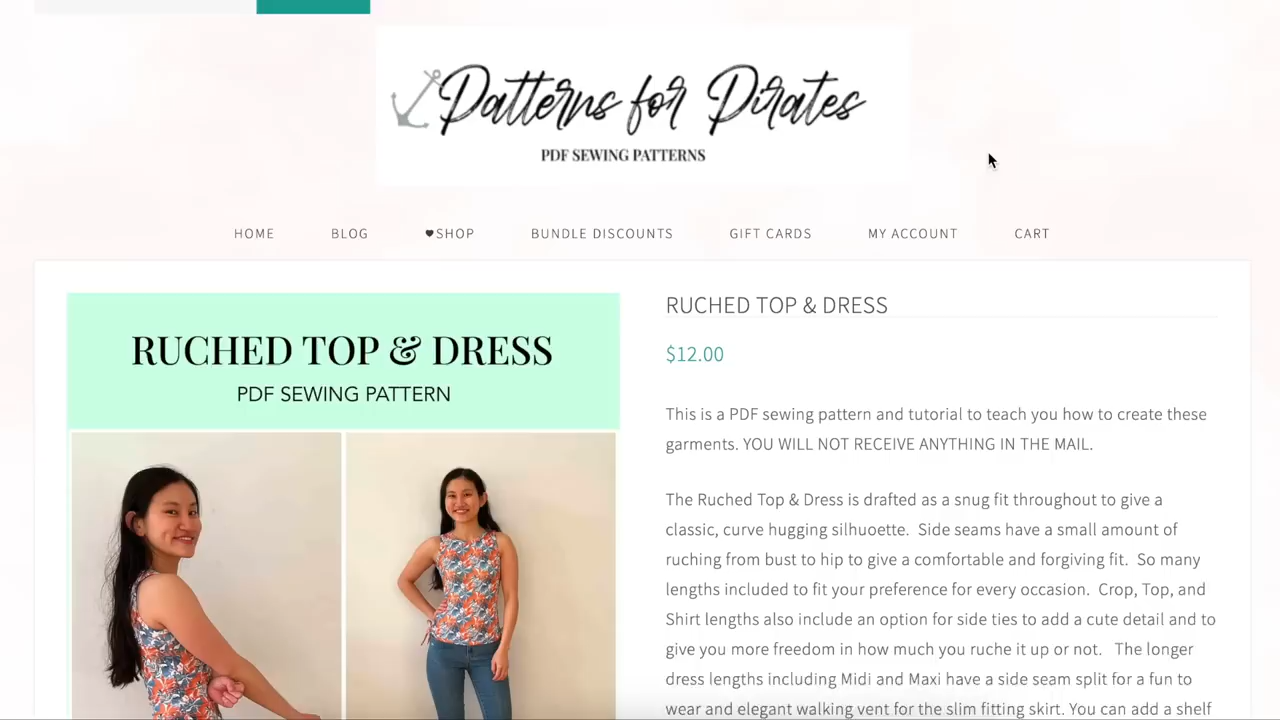 Patterns for Pirates
PDF SEWING PATTERNS
HOME BLOG ♥SHOP BUNDLE DISCOUNTS GIFT CARDS MY ACCOUNT CART
RUCHED TOP & DRESS
PDF SEWING PATTERN
RUCHED TOP & DRESS
$12.00
This is a PDF sewing pattern and tutorial to teach you how to create these
garments. YOU WILL NOT RECEIVE ANYTHING IN THE MAIL.
The Ruched Top & Dress is drafted as a snug fit throughout to give a
classic, curve hugging silhuoette. Side seams have a small amount of
ruching from bust to hip to give a comfortable and forgiving fit. So many
lengths included to fit your preference for every occasion. Crop, Top, and
Shirt lengths also include an option for side ties to add a cute detail and to
give you more freedom in how much you ruche it up or not. The longer
dress lengths including Midi and Maxi have a side seam split for a fun to
wear and elegant walking vent for the slim fitting skirt. You can add a shelf